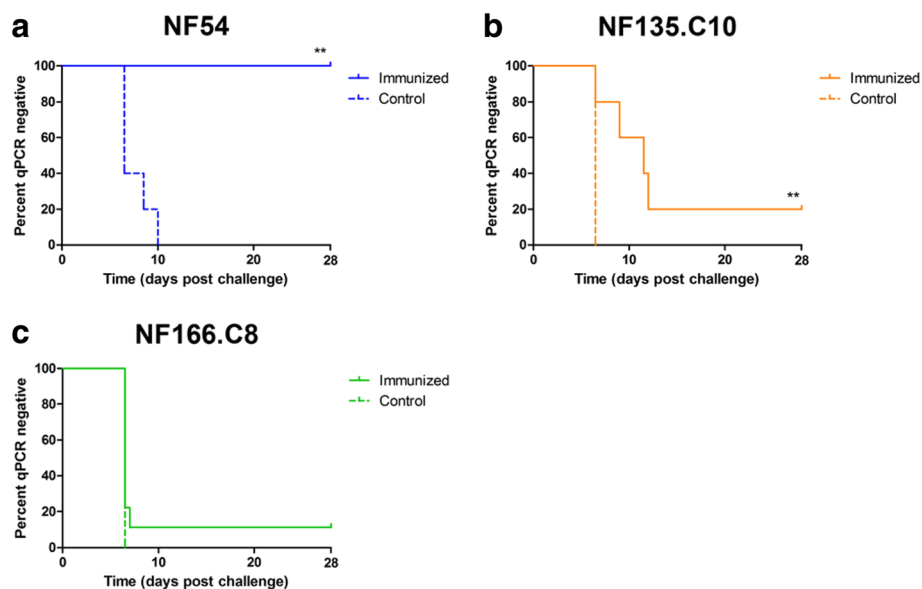 a
NF54
**
100
80
60
40
20
0
Percent qPCR negative
0 10 20 28
Time (days post challenge)
Immunized
Control
b
NF135.C10
**
100
80
60
40
20
0
Percent qPCR negative
0 10 20 28
Time (days post challenge)
Immunized
Control
c
NF166.C8
100
80
60
40
20
0
Percent qPCR negative
0 10 20 28
Time (days post challenge)
Immunized
Control